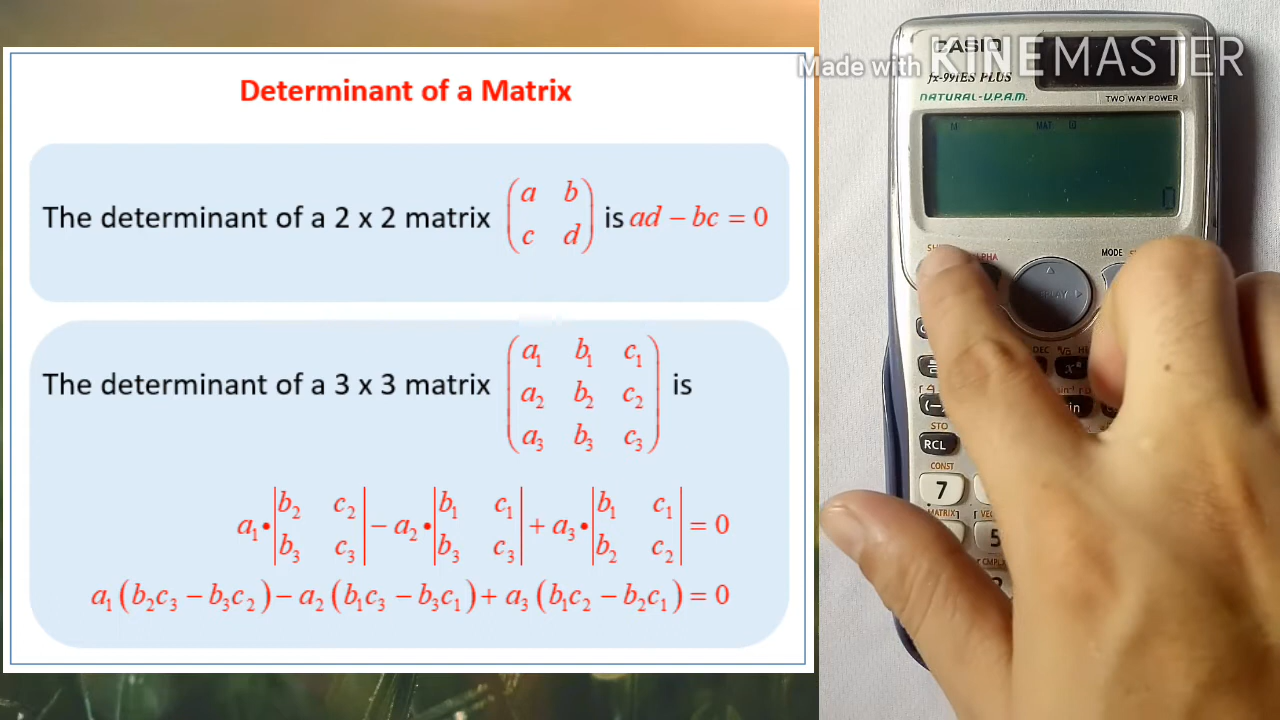 Determinant of a Matrix
The determinant of a 2 x 2 matrix (a b; c d) is ad − bc = 0
The determinant of a 3 x 3 matrix (a₁ b₁ c₁; a₂ b₂ c₂; a₃ b₃ c₃) is
a₁•|b₂ c₂; b₃ c₃| − a₂•|b₁ c₁; b₃ c₃| + a₃•|b₁ c₁; b₂ c₂| = 0
a₁(b₂c₃ − b₃c₂) − a₂(b₁c₃ − b₃c₁) + a₃(b₁c₂ − b₂c₁) = 0
Made with KINEMASTER
CASIO
fx-991ES PLUS
NATURAL-V.P.A.M.
TWO WAY POWER
M MAT D
0
MODE
STO
RCL
CONST
7
5